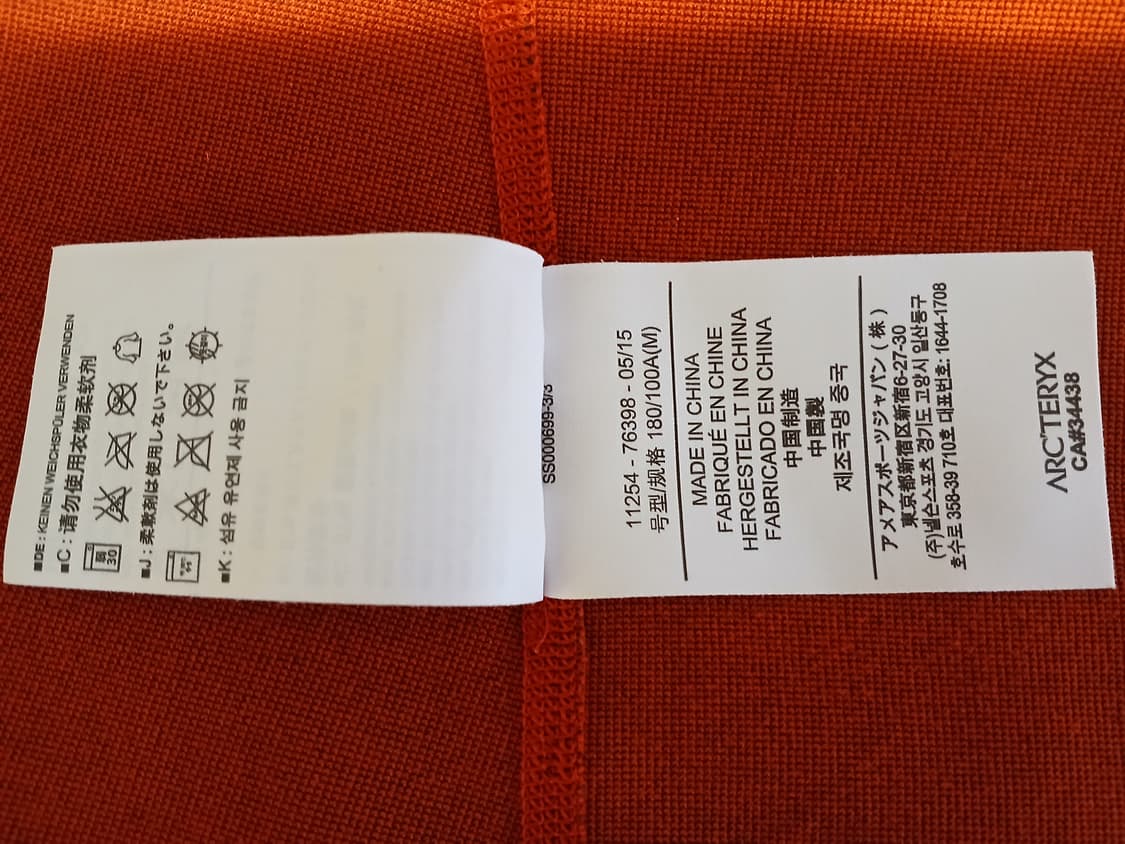 ■DE : KEINEN WEICHSPÜLER VERWENDEN
■C : 请勿使用衣物柔软剂
30
■J : 柔軟剤は使用しないで下さい。
■K : 섬유 유연제 사용 금지
SS000699-3/3
11254 - 76398 - 05/15
号型/规格 180/100A(M)
MADE IN CHINA
FABRIQUÉ EN CHINE
HERGESTELLT IN CHINA
FABRICADO EN CHINA
中国制造
中國製
제조국명 중국
アメアスポーツジャパン ( 株 )
東京都新宿区新宿6-27-30
(주)넬슨스포츠 경기도 고양시 일산동구
호수로 358-39 710호 대표번호: 1644-1708
ARC'TERYX
CA#34438